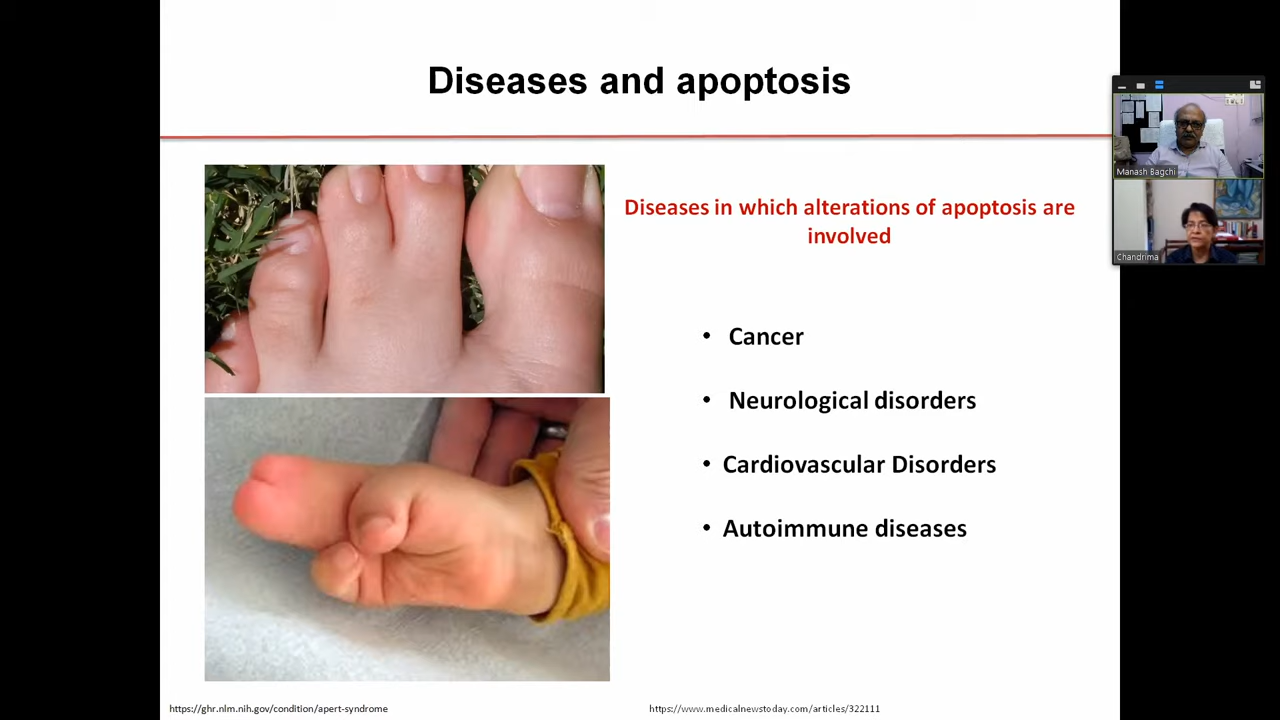 Diseases and apoptosis
Diseases in which alterations of apoptosis are
involved
• Cancer
• Neurological disorders
• Cardiovascular Disorders
• Autoimmune diseases
https://ghr.nlm.nih.gov/condition/apert-syndrome
https://www.medicalnewstoday.com/articles/322111
Manash Bagchi
Chandrima